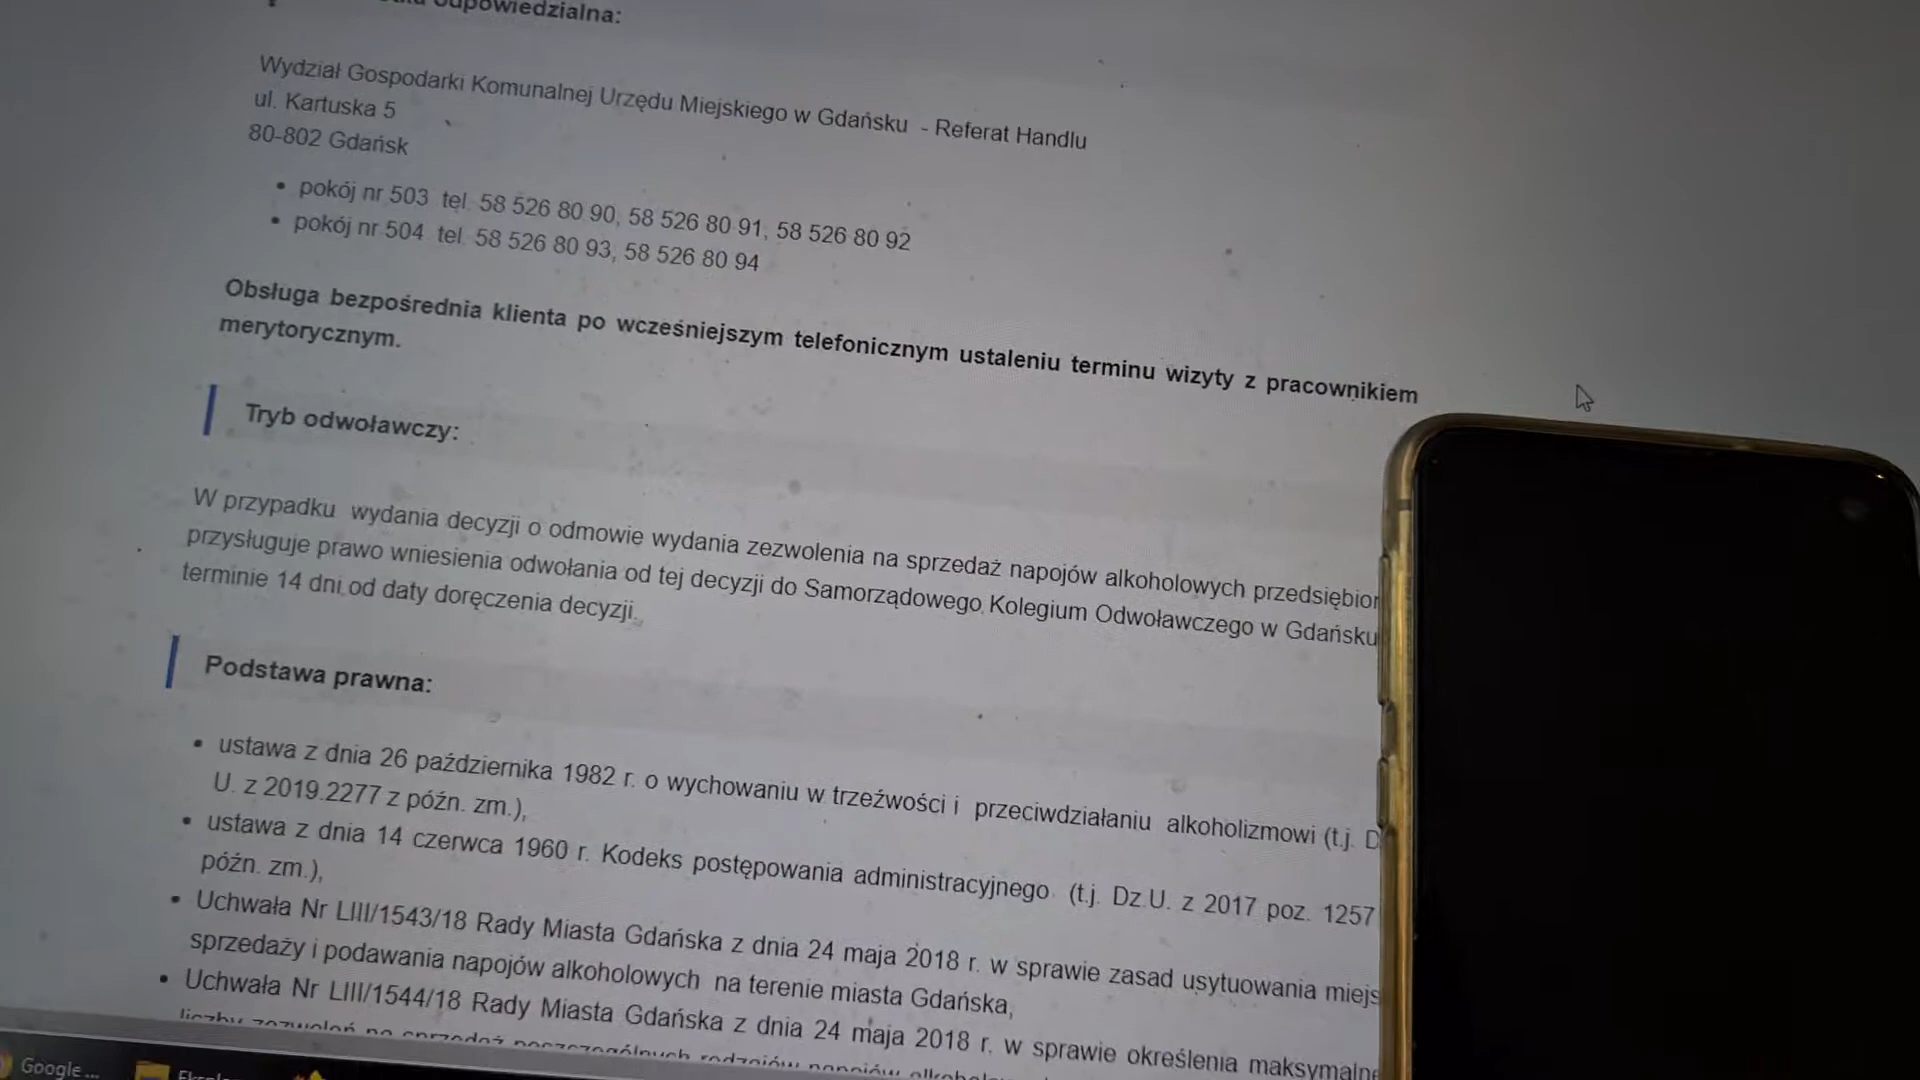 odpowiedzialna:
Wydział Gospodarki Komunalnej Urzędu Miejskiego w Gdańsku - Referat Handlu
ul. Kartuska 5
80-802 Gdańsk
• pokój nr 503 tel. 58 526 80 90, 58 526 80 91, 58 526 80 92
• pokój nr 504 tel. 58 526 80 93, 58 526 80 94
Obsługa bezpośrednia klienta po wcześniejszym telefonicznym ustaleniu terminu wizyty z pracownikiem
merytorycznym.
Tryb odwoławczy:
W przypadku wydania decyzji o odmowie wydania zezwolenia na sprzedaż napojów alkoholowych przedsiębior
przysługuje prawo wniesienia odwołania od tej decyzji do Samorządowego Kolegium Odwoławczego w Gdańsku
terminie 14 dni od daty doręczenia decyzji.
Podstawa prawna:
• ustawa z dnia 26 października 1982 r. o wychowaniu w trzeźwości i przeciwdziałaniu alkoholizmowi (t.j. D
U. z 2019.2277 z późn. zm.),
• ustawa z dnia 14 czerwca 1960 r. Kodeks postępowania administracyjnego (t.j. Dz.U. z 2017 poz. 1257
późn. zm.),
• Uchwała Nr LIII/1543/18 Rady Miasta Gdańska z dnia 24 maja 2018 r. w sprawie zasad usytuowania miejs
sprzedaży i podawania napojów alkoholowych na terenie miasta Gdańska,
• Uchwała Nr LIII/1544/18 Rady Miasta Gdańska z dnia 24 maja 2018 r. w sprawie określenia maksymalne
liczby zezwoleń na sprzedaż poszczególnych rodzajów napojów
Google ...